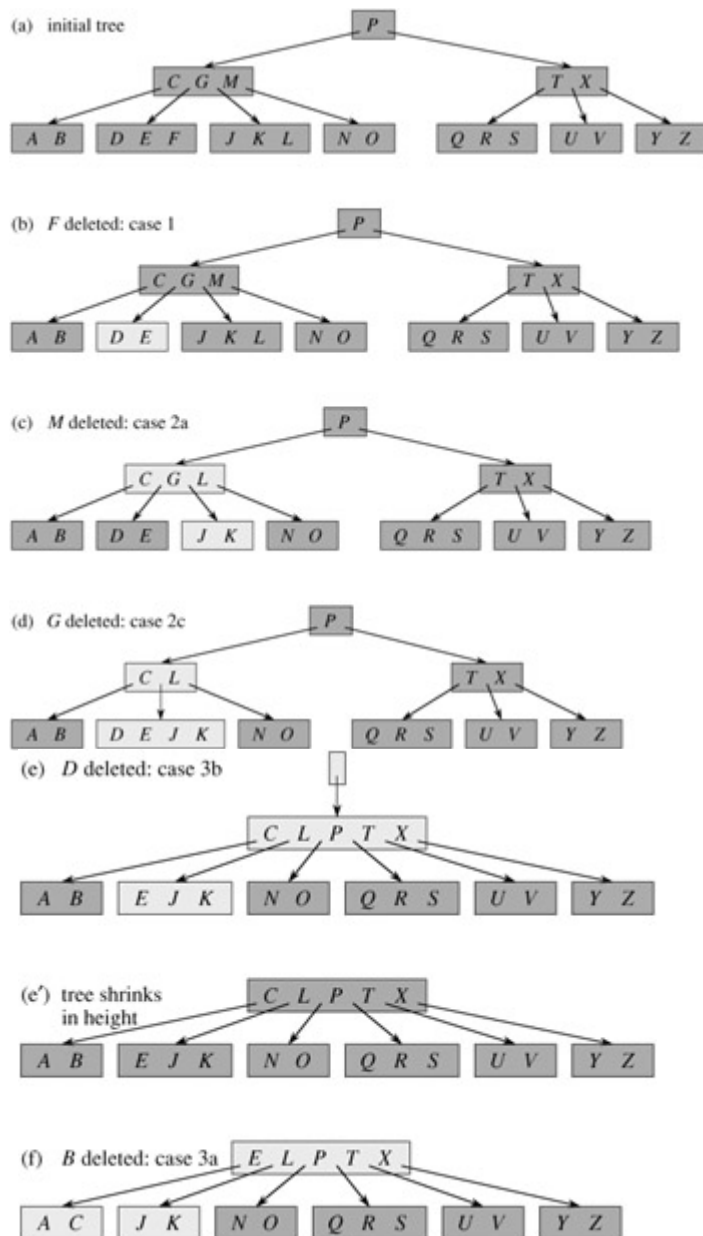 (a) initial tree
P
C G M
T X
A B D E F J K L N O Q R S U V Y Z
(b) F deleted: case 1
P
C G M
T X
A B D E J K L N O Q R S U V Y Z
(c) M deleted: case 2a
P
C G L
T X
A B D E J K N O Q R S U V Y Z
(d) G deleted: case 2c
P
C L
T X
A B D E J K N O Q R S U V Y Z
(e) D deleted: case 3b
C L P T X
A B E J K N O Q R S U V Y Z
(e′) tree shrinks
in height
C L P T X
A B E J K N O Q R S U V Y Z
(f) B deleted: case 3a
E L P T X
A C J K N O Q R S U V Y Z